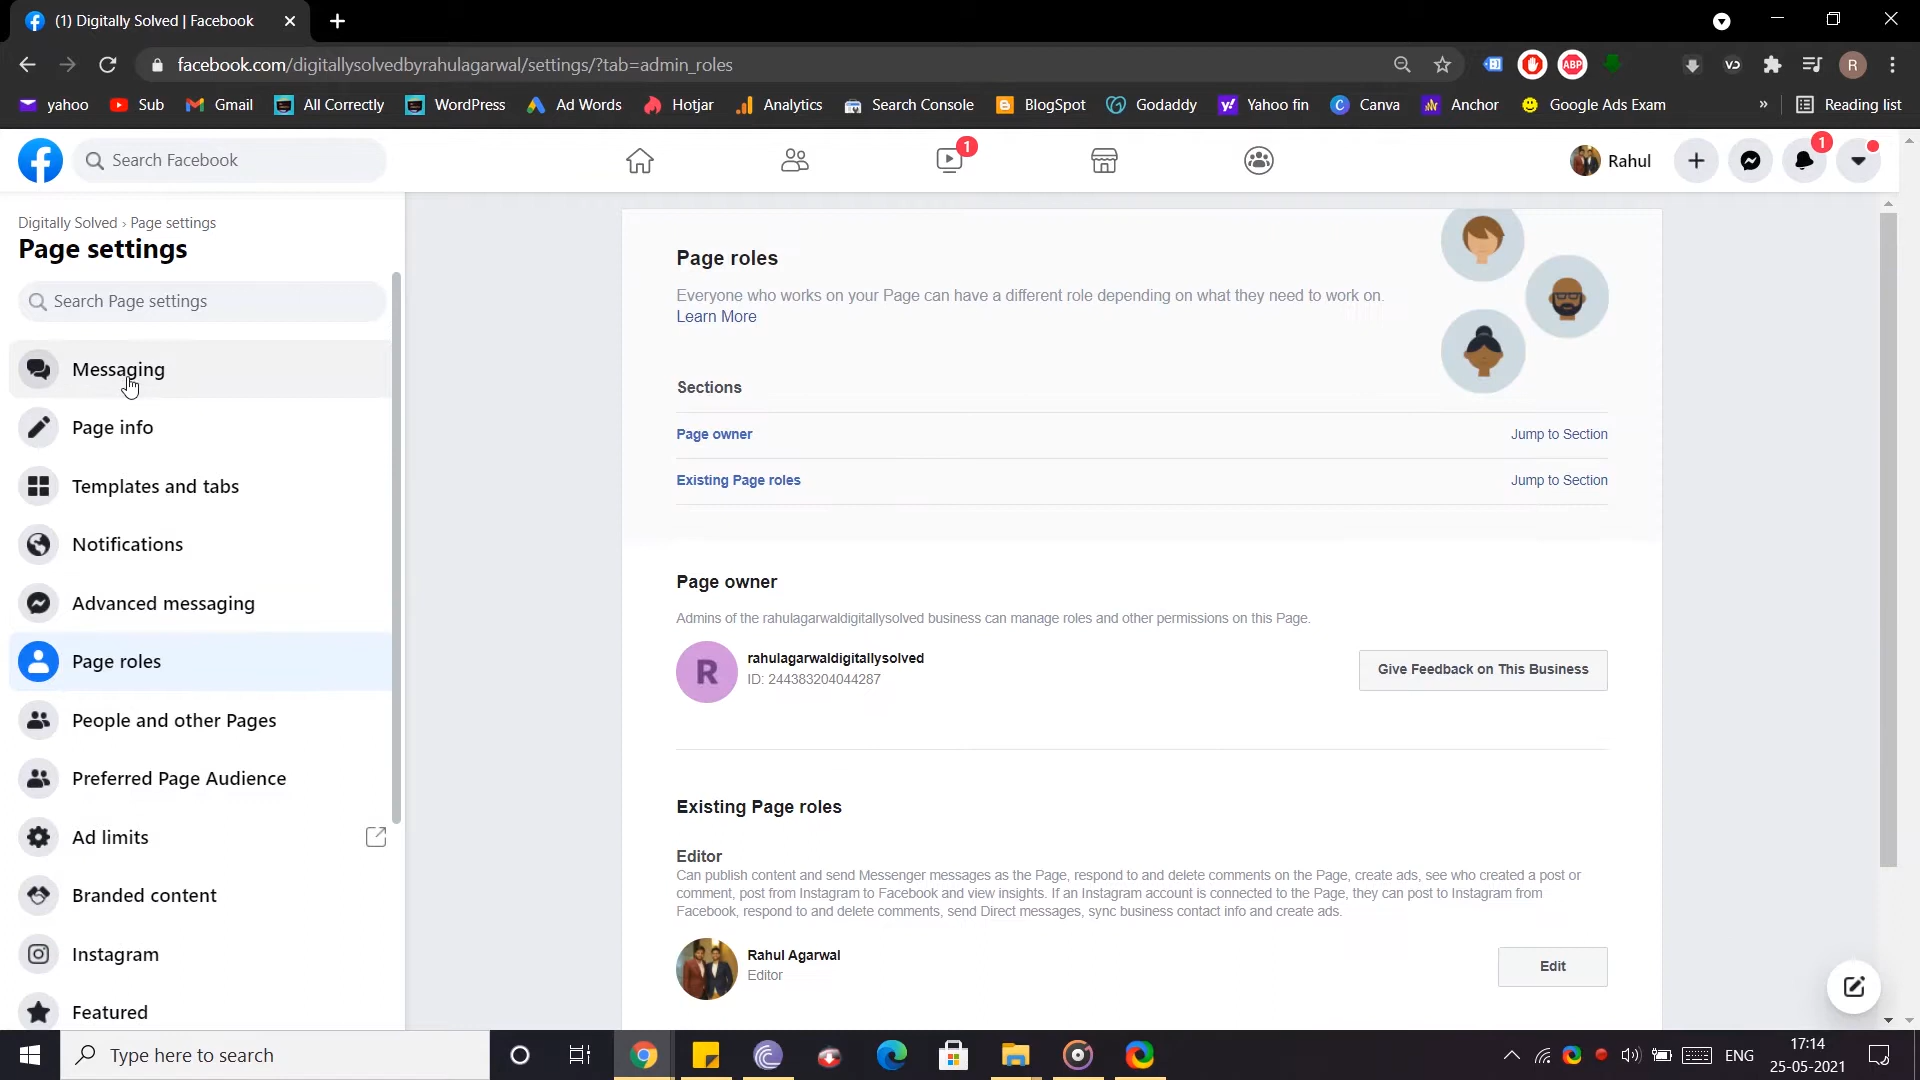 (1) Digitally Solved | Facebook
facebook.com/digitallysolvedbyrahulagarwal/settings/?tab=admin_roles
ABP
R
yahoo
Sub
Gmail
All Correctly
WordPress
Ad Words
Hotjar
Analytics
Search Console
BlogSpot
Godaddy
Yahoo fin
Canva
Anchor
Google Ads Exam
»
Reading list
Search Facebook
1
Rahul
1
Digitally Solved › Page settings
Page settings
Search Page settings
Messaging
Page info
Templates and tabs
Notifications
Advanced messaging
Page roles
People and other Pages
Preferred Page Audience
Ad limits
Branded content
Instagram
Featured
Page roles
Everyone who works on your Page can have a different role depending on what they need to work on.
Learn More
Sections
Page owner
Jump to Section
Existing Page roles
Jump to Section
Page owner
Admins of the rahulagarwaldigitallysolved business can manage roles and other permissions on this Page.
R
rahulagarwaldigitallysolved
ID: 244383204044287
Give Feedback on This Business
Existing Page roles
Editor
Can publish content and send Messenger messages as the Page, respond to and delete comments on the Page, create ads, see who created a post or
comment, post from Instagram to Facebook and view insights. If an Instagram account is connected to the Page, they can post to Instagram from
Facebook, respond to and delete comments, send Direct messages, sync business contact info and create ads.
Rahul Agarwal
Editor
Edit
Type here to search
ENG
17:14
25-05-2021